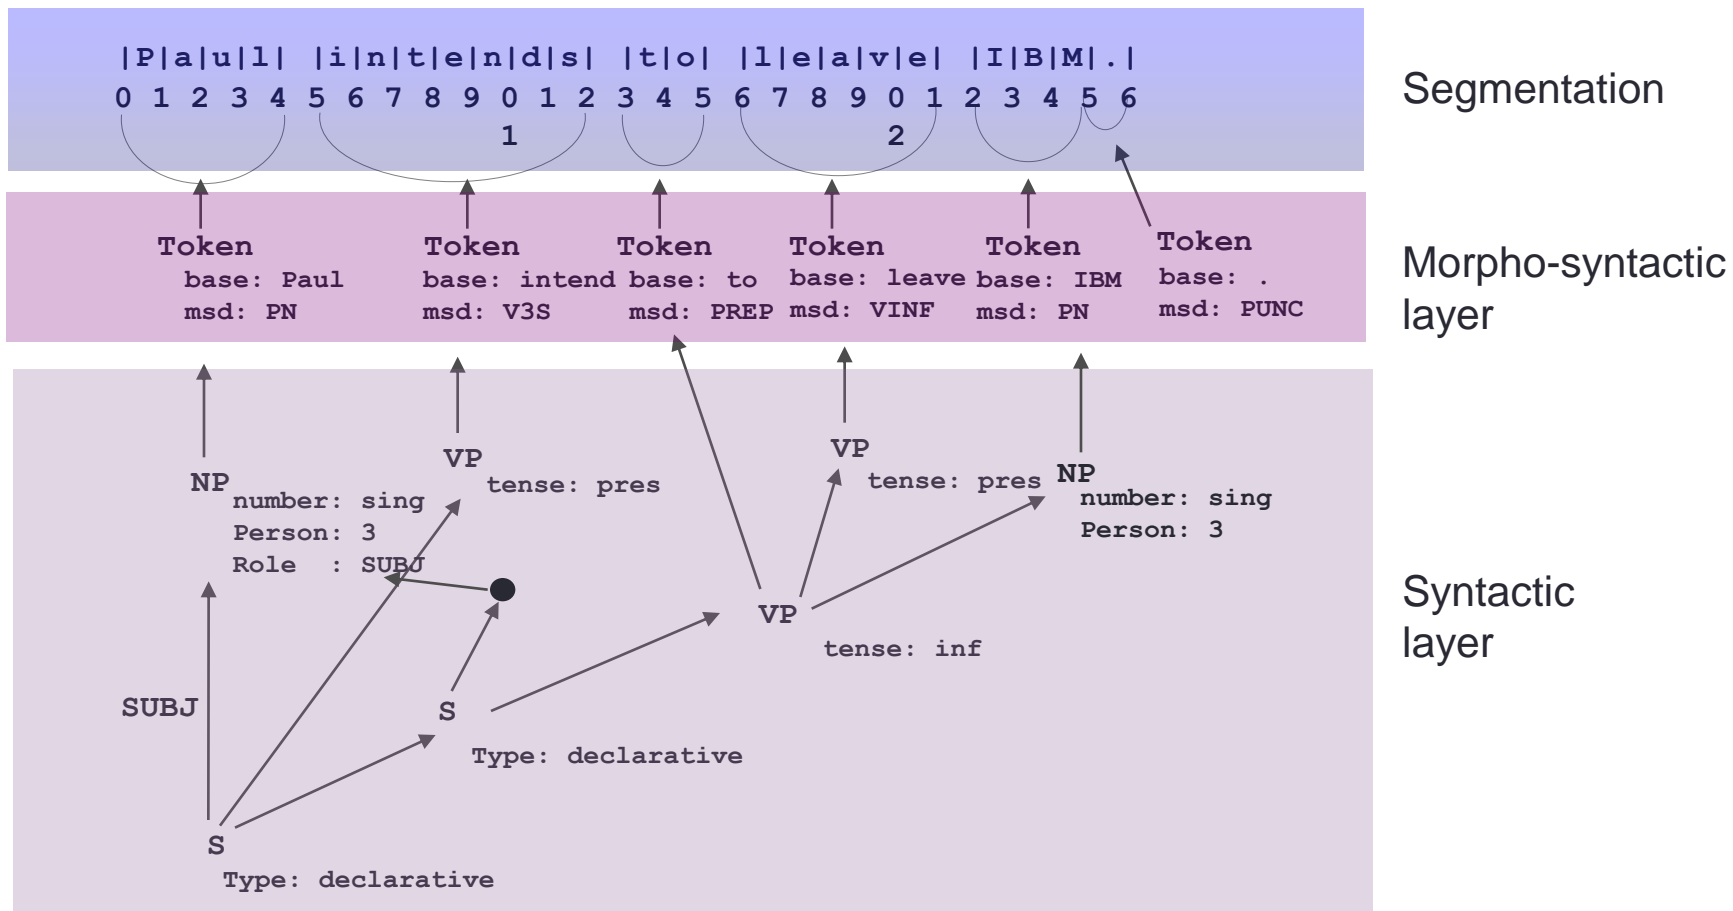 |P|a|u|l| |i|n|t|e|n|d|s| |t|o| |l|e|a|v|e| |I|B|M|.|
0 1 2 3 4 5 6 7 8 9 0 1 2 3 4 5 6 7 8 9 0 1 2 3 4 5 6
1 2
Segmentation
Token Token Token Token Token Token
base: Paul base: intend base: to base: leave base: IBM base: .
msd: PN msd: V3S msd: PREP msd: VINF msd: PN msd: PUNC
Morpho-syntactic
layer
NP
number: sing
Person: 3
Role : SUBJ
VP
tense: pres
VP
tense: pres
NP
number: sing
Person: 3
VP
tense: inf
Syntactic
layer
SUBJ
S
Type: declarative
S
Type: declarative